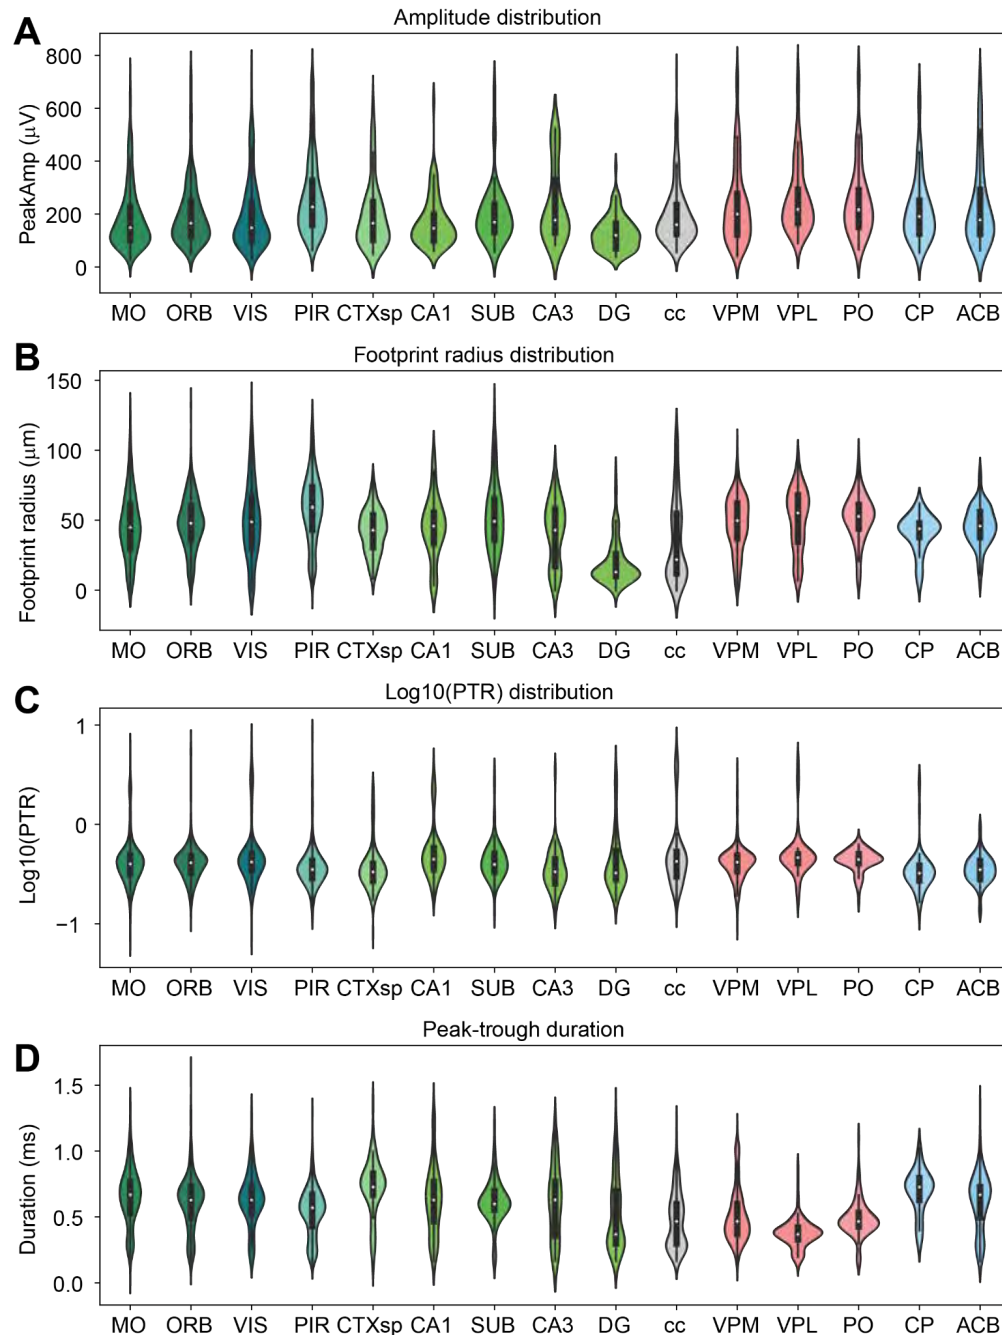 A
Amplitude distribution
PeakAmp (μV)
800
600
400
200
0
MO ORB VIS PIR CTXsp CA1 SUB CA3 DG cc VPM VPL PO CP ACB
B
Footprint radius distribution
Footprint radius (μm)
150
100
50
0
MO ORB VIS PIR CTXsp CA1 SUB CA3 DG cc VPM VPL PO CP ACB
C
Log10(PTR) distribution
Log10(PTR)
1
0
−1
MO ORB VIS PIR CTXsp CA1 SUB CA3 DG cc VPM VPL PO CP ACB
D
Peak-trough duration
Duration (ms)
1.5
1.0
0.5
0.0
MO ORB VIS PIR CTXsp CA1 SUB CA3 DG cc VPM VPL PO CP ACB